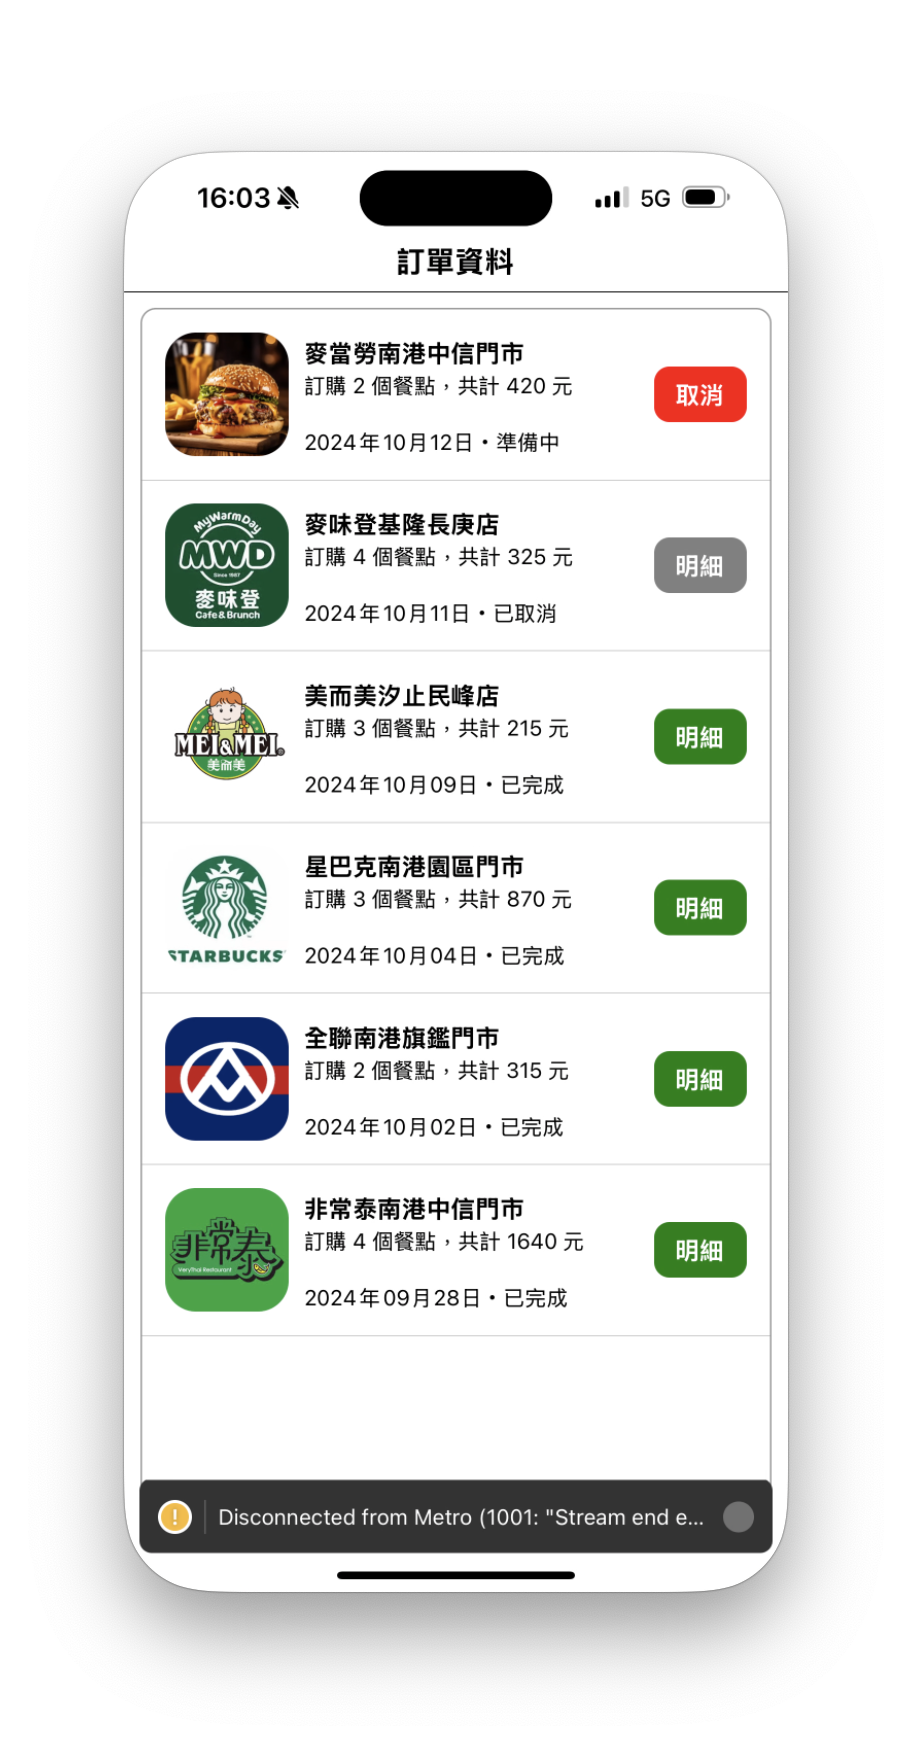 16:03
5G
訂單資料
麥當勞南港中信門市
訂購 2 個餐點，共計 420 元
取消
2024年10月12日・準備中
MyWarmDay
MWD
Since 1987
麥味登
Cafe & Brunch
麥味登基隆長庚店
訂購 4 個餐點，共計 325 元
明細
2024年10月11日・已取消
MEI&MEI
美而美
美而美汐止民峰店
訂購 3 個餐點，共計 215 元
明細
2024年10月09日・已完成
STARBUCKS
星巴克南港園區門市
訂購 3 個餐點，共計 870 元
明細
2024年10月04日・已完成
全聯南港旗鑑門市
訂購 2 個餐點，共計 315 元
明細
2024年10月02日・已完成
非常泰
VeryThai Restaurant
非常泰南港中信門市
訂購 4 個餐點，共計 1640 元
明細
2024年09月28日・已完成
Disconnected from Metro (1001: "Stream end e...